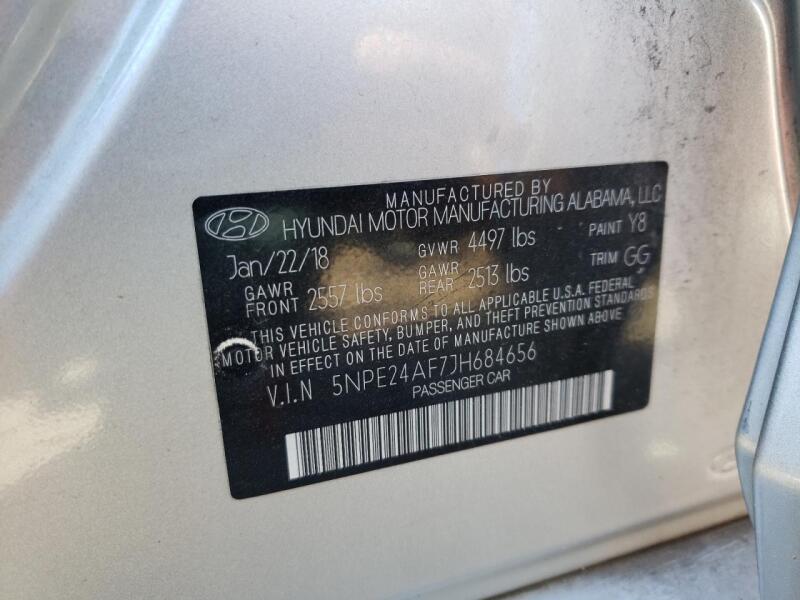 MANUFACTURED BY
HYUNDAI MOTOR MANUFACTURING ALABAMA, LLC
Jan/22/18 GVWR 4497 lbs PAINT Y8
GAWR FRONT 2557 lbs GAWR REAR 2513 lbs TRIM GG
THIS VEHICLE CONFORMS TO ALL APPLICABLE U.S.A. FEDERAL
MOTOR VEHICLE SAFETY, BUMPER, AND THEFT PREVENTION STANDARDS
IN EFFECT ON THE DATE OF MANUFACTURE SHOWN ABOVE
V.I.N 5NPE24AF7JH684656
PASSENGER CAR